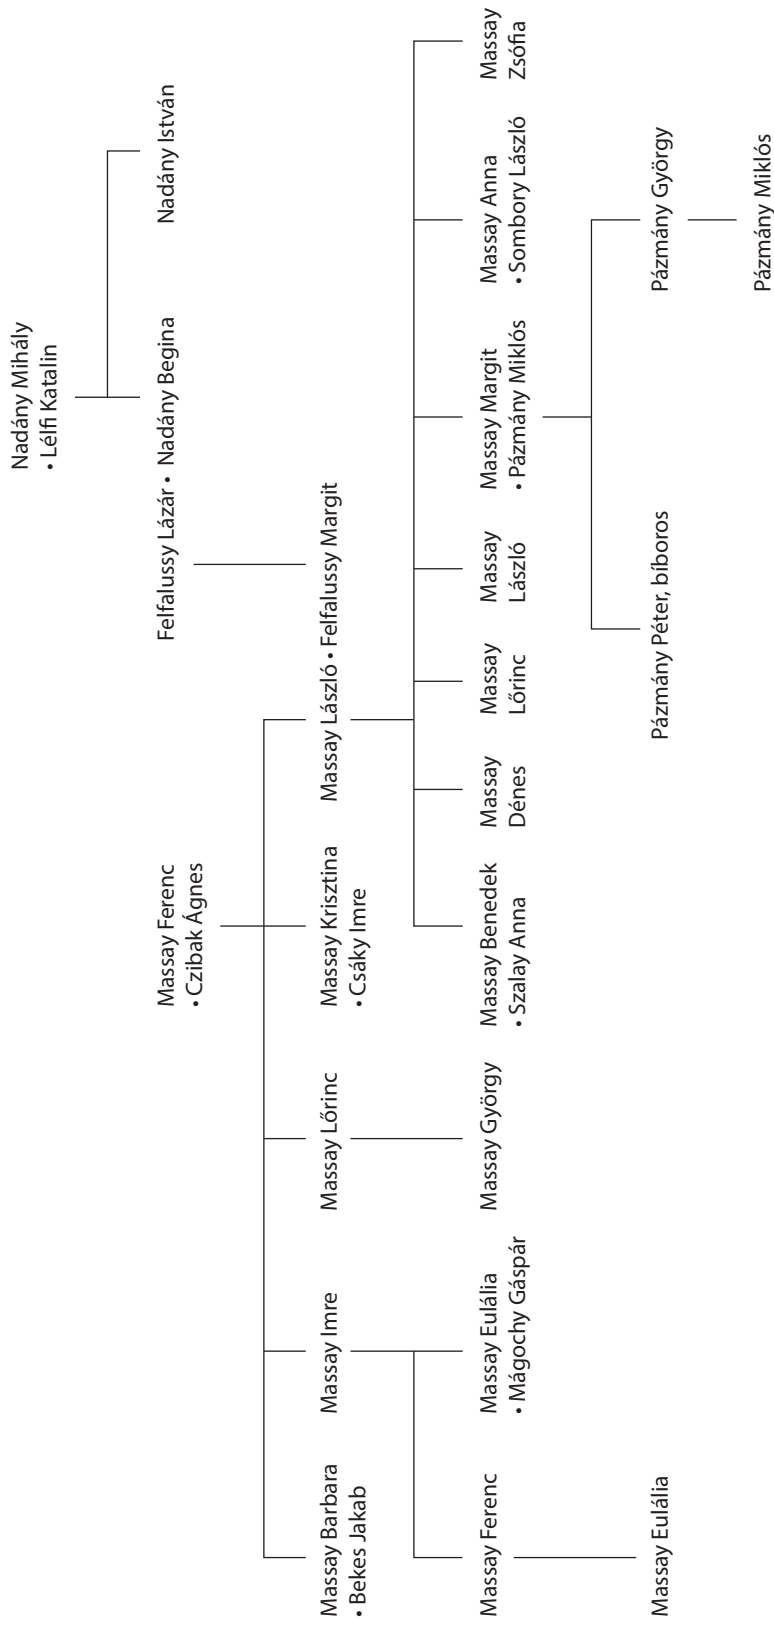 Nadány Mihály
• Lélfi Katalin
Massay Ferenc
• Czibak Ágnes
Felfalussy Lázár • Nadány Begina
Nadány István
Massay Barbara
• Bekes Jakab
Massay Imre
Massay Lőrinc
Massay Krisztina
• Csáky Imre
Massay László • Felfalussy Margit
Massay Ferenc
Massay Eulália
• Mágochy Gáspár
Massay György
Massay Benedek
• Szalay Anna
Massay
Dénes
Massay
Lőrinc
Massay
László
Massay Margit
• Pázmány Miklós
Massay Anna
• Sombory László
Massay
Zsófia
Massay Eulália
Pázmány Péter, bíboros
Pázmány György
Pázmány Miklós